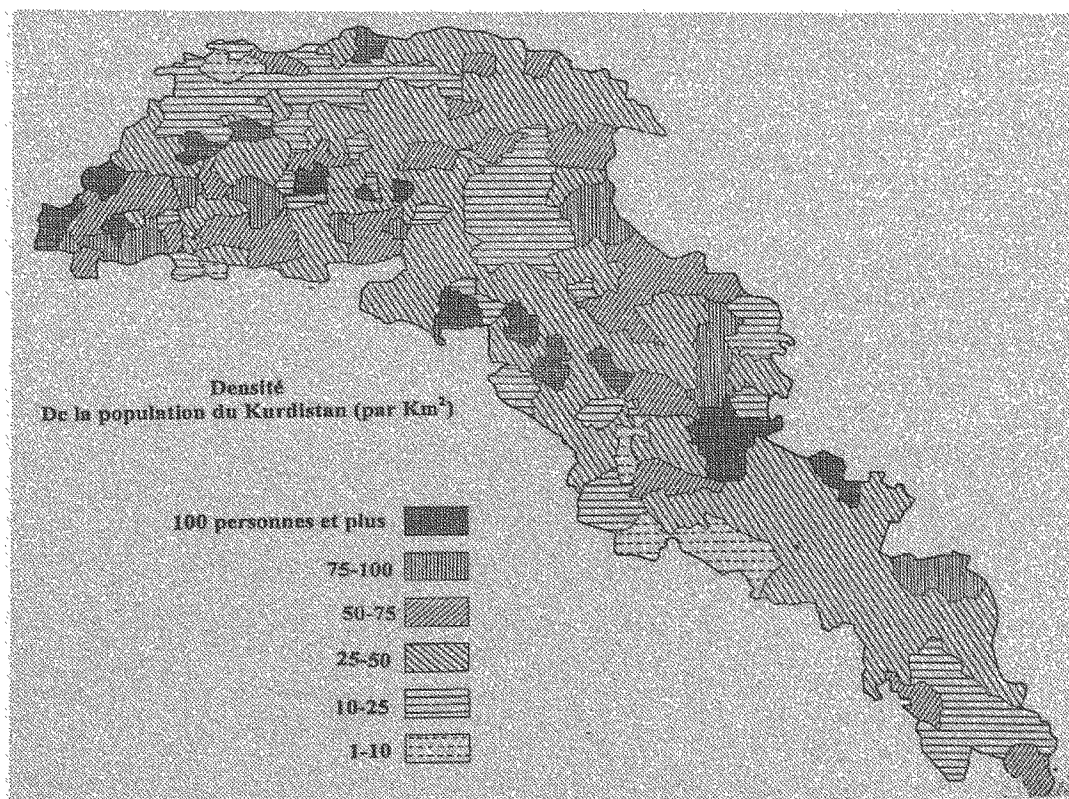 Densité
De la population du Kurdistan (par Km²)
100 personnes et plus
75-100
50-75
25-50
10-25
1-10